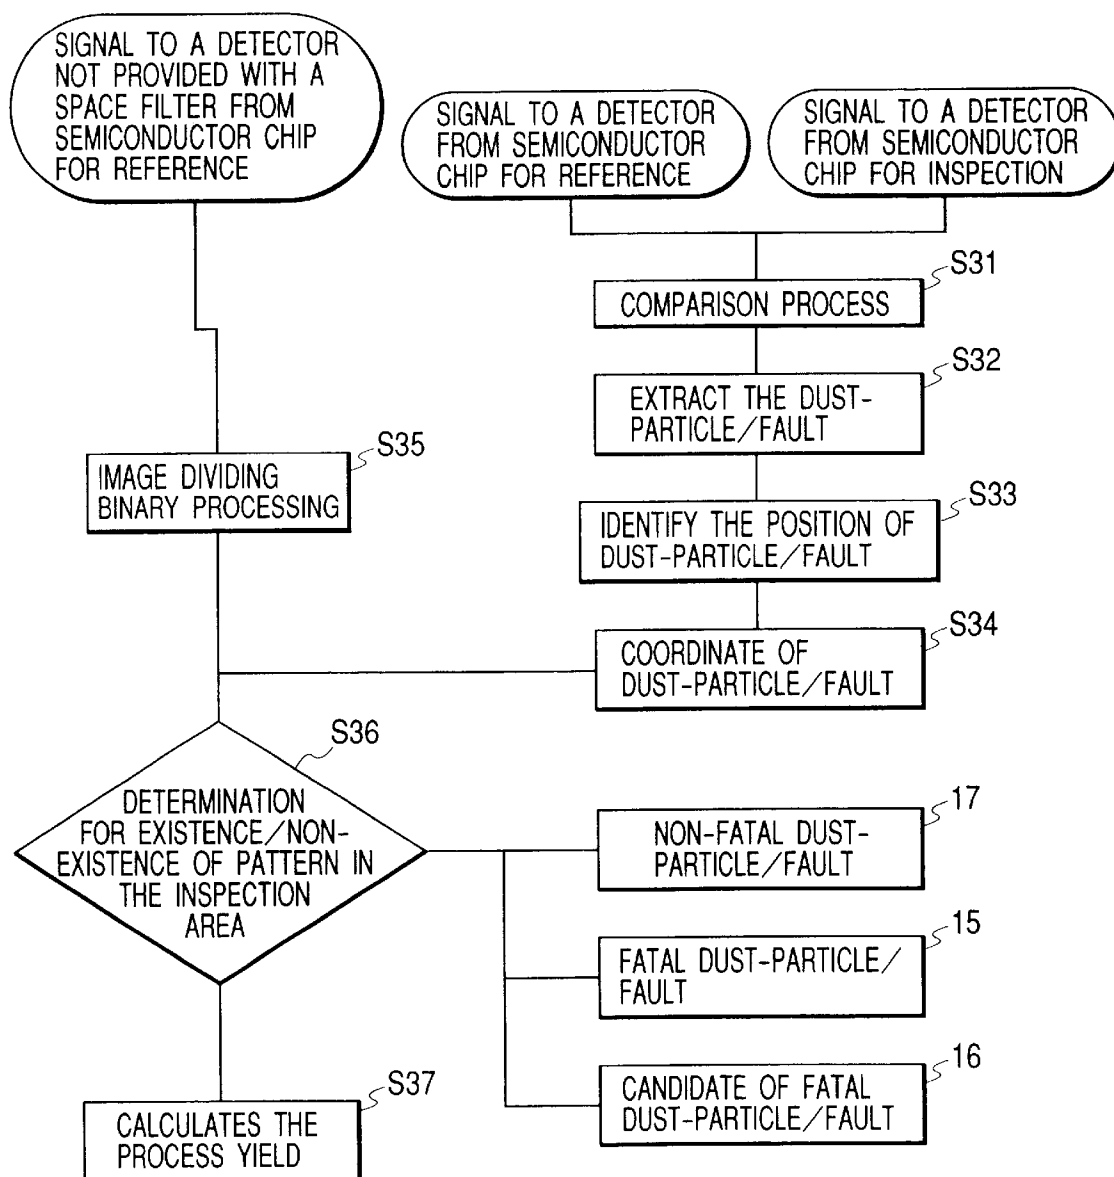 SIGNAL TO A DETECTOR
NOT PROVIDED WITH A
SPACE FILTER FROM
SEMICONDUCTOR CHIP
FOR REFERENCE
SIGNAL TO A DETECTOR
FROM SEMICONDUCTOR
CHIP FOR REFERENCE
SIGNAL TO A DETECTOR
FROM SEMICONDUCTOR
CHIP FOR INSPECTION
S31
COMPARISON PROCESS
S32
EXTRACT THE DUST-
PARTICLE/FAULT
S35
IMAGE DIVIDING
BINARY PROCESSING
S33
IDENTIFY THE POSITION OF
DUST-PARTICLE/FAULT
S34
COORDINATE OF
DUST-PARTICLE/FAULT
S36
DETERMINATION
FOR EXISTENCE/NON-
EXISTENCE OF PATTERN IN
THE INSPECTION
AREA
17
NON-FATAL DUST-
PARTICLE/FAULT
15
FATAL DUST-PARTICLE/
FAULT
16
CANDIDATE OF FATAL
DUST-PARTICLE/FAULT
S37
CALCULATES THE
PROCESS YIELD